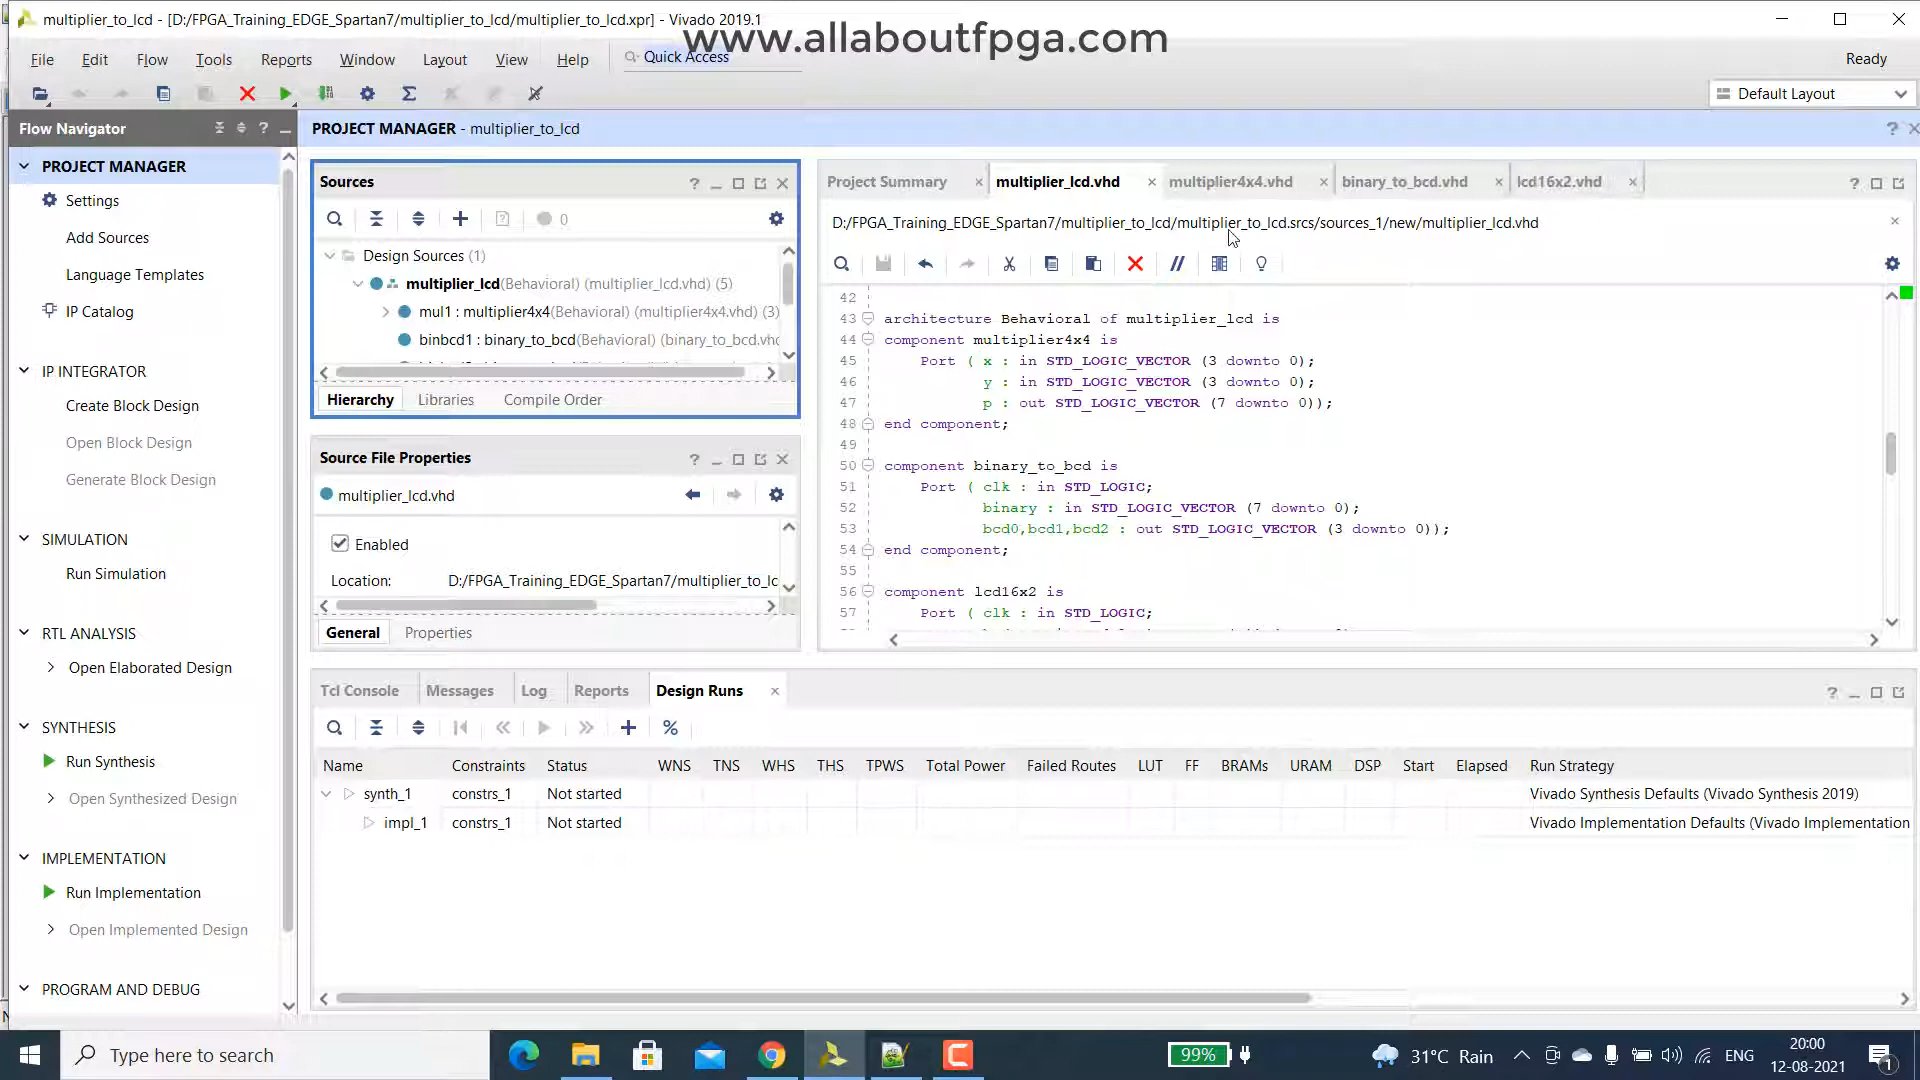 multiplier_to_lcd - [D:/FPGA_Training_EDGE_Spartan7/multiplier_to_lcd/multiplier_to_lcd.xpr] - Vivado 2019.1
www.allaboutfpga.com
File Edit Flow Tools Reports Window Layout View Help Quick Access
Ready
Default Layout
Flow Navigator
PROJECT MANAGER - multiplier_to_lcd
PROJECT MANAGER
Settings
Add Sources
Language Templates
IP Catalog
IP INTEGRATOR
Create Block Design
Open Block Design
Generate Block Design
SIMULATION
Run Simulation
RTL ANALYSIS
Open Elaborated Design
SYNTHESIS
Run Synthesis
Open Synthesized Design
IMPLEMENTATION
Run Implementation
Open Implemented Design
PROGRAM AND DEBUG
Sources
0
Design Sources (1)
multiplier_lcd(Behavioral) (multiplier_lcd.vhd) (5)
mul1 : multiplier4x4(Behavioral) (multiplier4x4.vhd) (3)
binbcd1 : binary_to_bcd(Behavioral) (binary_to_bcd.vhd
Hierarchy Libraries Compile Order
Source File Properties
multiplier_lcd.vhd
Enabled
Location: D:/FPGA_Training_EDGE_Spartan7/multiplier_to_lc
General Properties
Project Summary multiplier_lcd.vhd multiplier4x4.vhd binary_to_bcd.vhd lcd16x2.vhd
D:/FPGA_Training_EDGE_Spartan7/multiplier_to_lcd/multiplier_to_lcd.srcs/sources_1/new/multiplier_lcd.vhd
42
43 architecture Behavioral of multiplier_lcd is
44 component multiplier4x4 is
45 Port ( x : in STD_LOGIC_VECTOR (3 downto 0);
46 y : in STD_LOGIC_VECTOR (3 downto 0);
47 p : out STD_LOGIC_VECTOR (7 downto 0));
48 end component;
49
50 component binary_to_bcd is
51 Port ( clk : in STD_LOGIC;
52 binary : in STD_LOGIC_VECTOR (7 downto 0);
53 bcd0,bcd1,bcd2 : out STD_LOGIC_VECTOR (3 downto 0));
54 end component;
55
56 component lcd16x2 is
57 Port ( clk : in STD_LOGIC;
Tcl Console Messages Log Reports Design Runs
Name Constraints Status WNS TNS WHS THS TPWS Total Power Failed Routes LUT FF BRAMs URAM DSP Start Elapsed Run Strategy
synth_1 constrs_1 Not started Vivado Synthesis Defaults (Vivado Synthesis 2019)
impl_1 constrs_1 Not started Vivado Implementation Defaults (Vivado Implementation
Type here to search
99%
31°C Rain
ENG
20:00
12-08-2021
1